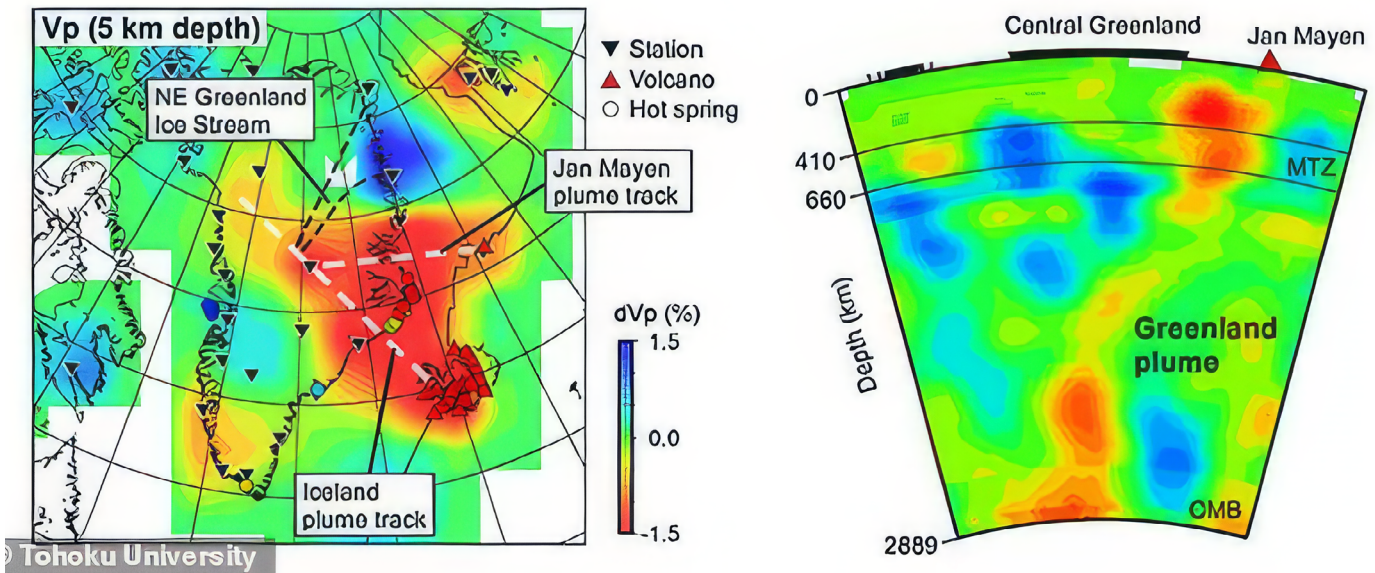 Vp (5 km depth)
NE Greenland
Ice Stream
Station
Volcano
Hot spring
Jan Mayen
plume track
dVp (%)
1.5
0.0
-1.5
Iceland
plume track
© Tohoku University
Central Greenland
Jan Mayen
0
410
660
MTZ
Depth (km)
Greenland
plume
CMB
2889